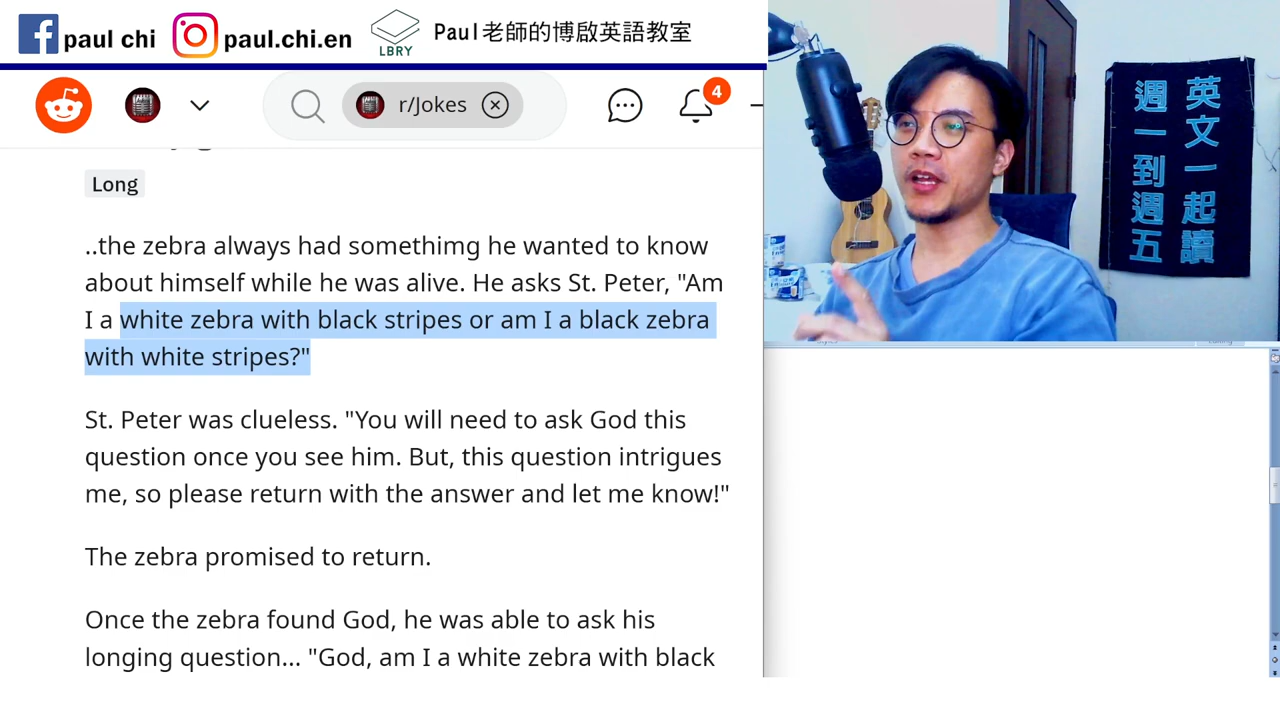 paul chi
paul.chi.en
LBRY
Paul老師的博啟英語教室
r/Jokes
4
Long
..the zebra always had somethimg he wanted to know
about himself while he was alive. He asks St. Peter, "Am
I a white zebra with black stripes or am I a black zebra
with white stripes?"
St. Peter was clueless. "You will need to ask God this
question once you see him. But, this question intrigues
me, so please return with the answer and let me know!"
The zebra promised to return.
Once the zebra found God, he was able to ask his
longing question... "God, am I a white zebra with black
英文一起讀
週一到週五